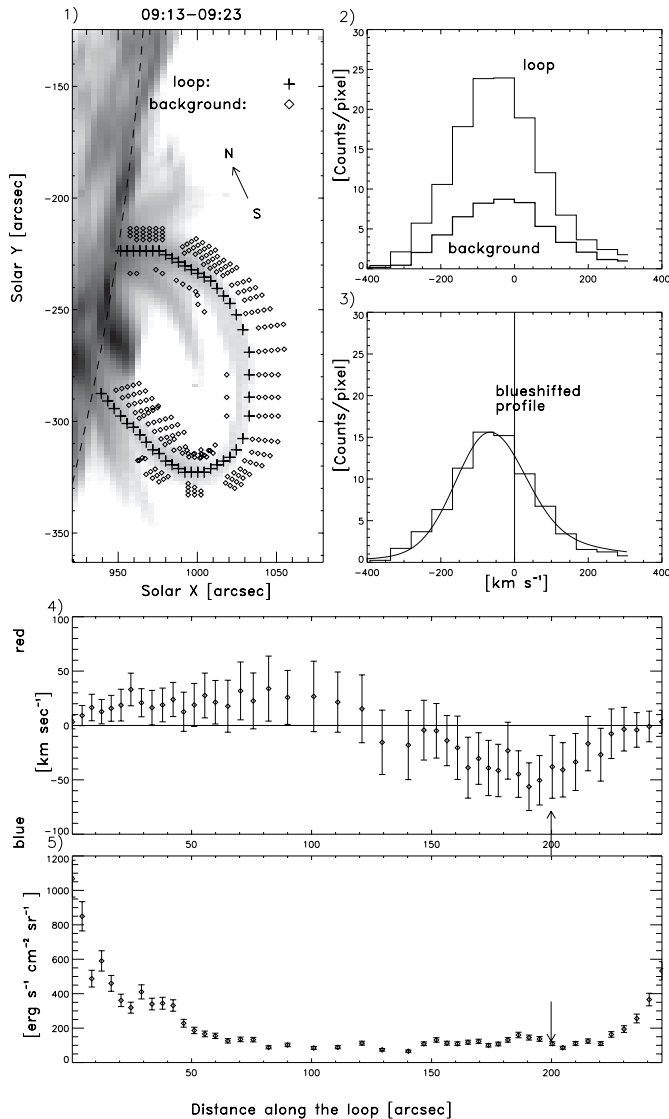 1) 09:13-09:23
loop: +
background: ◇
N
S
-125
-200
-250
-300
-350
950 1000 1050
Solar Y [arcsec]
Solar X [arcsec]
2)
30
25
20
15
10
5
0
[Counts/pixel]
loop
background
-400 -200 0 200 400
3)
30
25
20
15
10
5
0
[Counts/pixel]
blueshifted
profile
-400 -200 0 200 400
[km s⁻¹]
4)
red
blue
[km sec⁻¹]
100
50
0
-50
-100
50 100 150 200
5)
[erg s⁻¹ cm⁻² sr⁻¹]
1200
1000
800
600
400
200
0
50 100 150 200
Distance along the loop [arcsec]